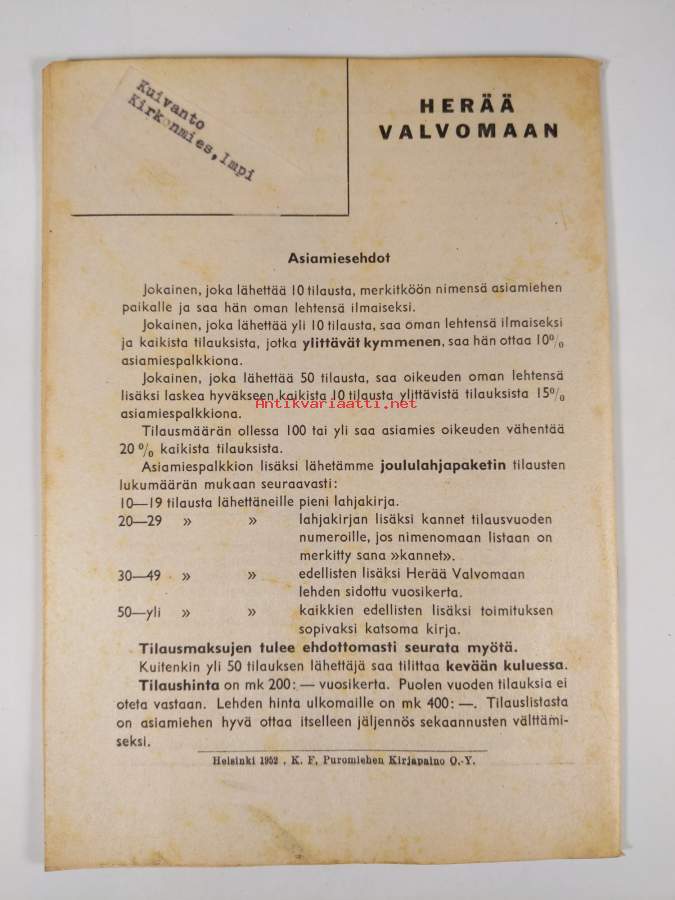 Kuivanto
Kirkonmies, Impi
HERÄÄ
VALVOMAAN
Asiamiesehdot
Jokainen, joka lähettää 10 tilausta, merkitköön nimensä asiamiehen
paikalle ja saa hän oman lehtensä ilmaiseksi.
Jokainen, joka lähettää yli 10 tilausta, saa oman lehtensä ilmaiseksi
ja kaikista tilauksista, jotka ylittävät kymmenen, saa hän ottaa 10%
asiamiespalkkiona.
Jokainen, joka lähettää 50 tilausta, saa oikeuden oman lehtensä
lisäksi laskea hyväkseen kaikista 10 tilausta ylittävistä tilauksista 15%
Antikvariaatti.net
asiamiespalkkiona.
Tilausmäärän ollessa 100 tai yli saa asiamies oikeuden vähentää
20 % kaikista tilauksista.
Asiamiespalkkion lisäksi lähetämme joululahjapaketin tilausten
lukumäärän mukaan seuraavasti:
10—19 tilausta lähettäneille pieni lahjakirja.
20—29 » » lahjakirjan lisäksi kannet tilausvuoden
numeroille, jos nimenomaan listaan on
merkitty sana »kannet».
30—49 » » edellisten lisäksi Herää Valvomaan
lehden sidottu vuosikerta.
50—yli » » kaikkien edellisten lisäksi toimituksen
sopivaksi katsoma kirja.
Tilausmaksujen tulee ehdottomasti seurata myötä.
Kuitenkin yli 50 tilauksen lähettäjä saa tilittaa kevään kuluessa.
Tilaushinta on mk 200: — vuosikerta. Puolen vuoden tilauksia ei
oteta vastaan. Lehden hinta ulkomaille on mk 400: —. Tilauslistasta
on asiamiehen hyvä ottaa itselleen jäljennös sekaannusten välttämi-
seksi.
Helsinki 1952 , K. F, Puromiehen Kirjapaino O.-Y.